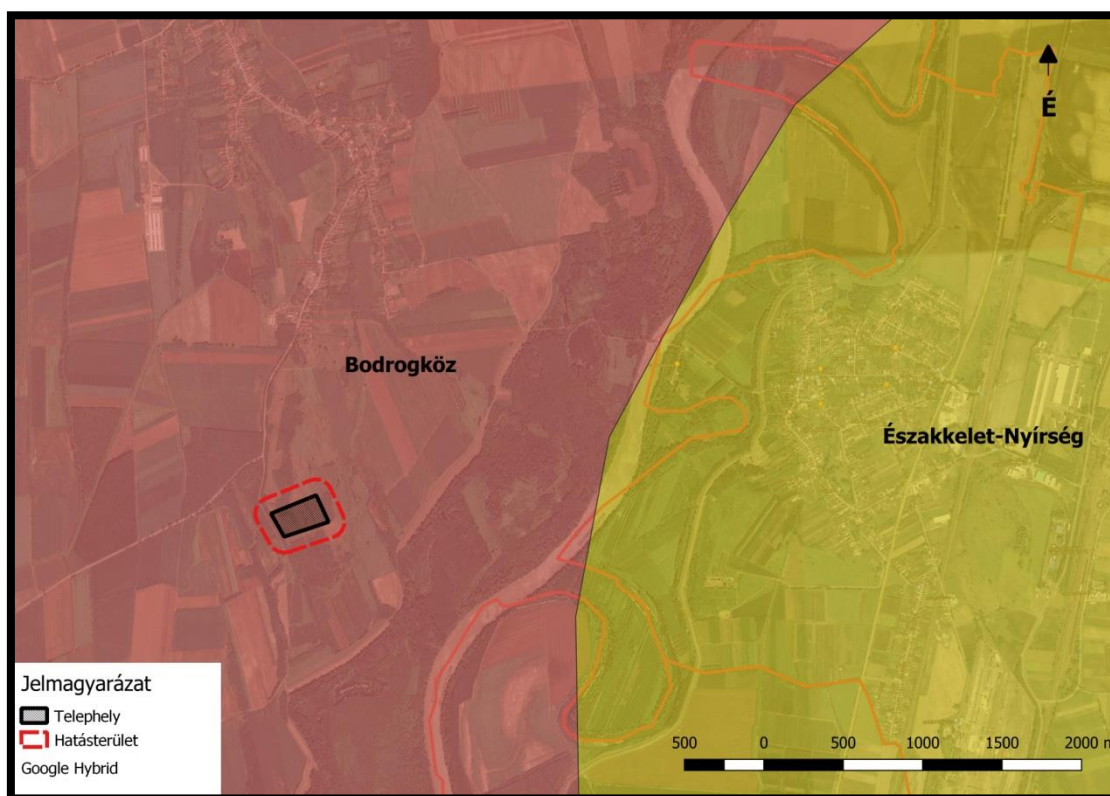 É
Bodrogköz
Északkelet-Nyírség
Jelmagyarázat
Telephely
Hatásterület
Google Hybrid
500 0 500 1000 1500 2000 m